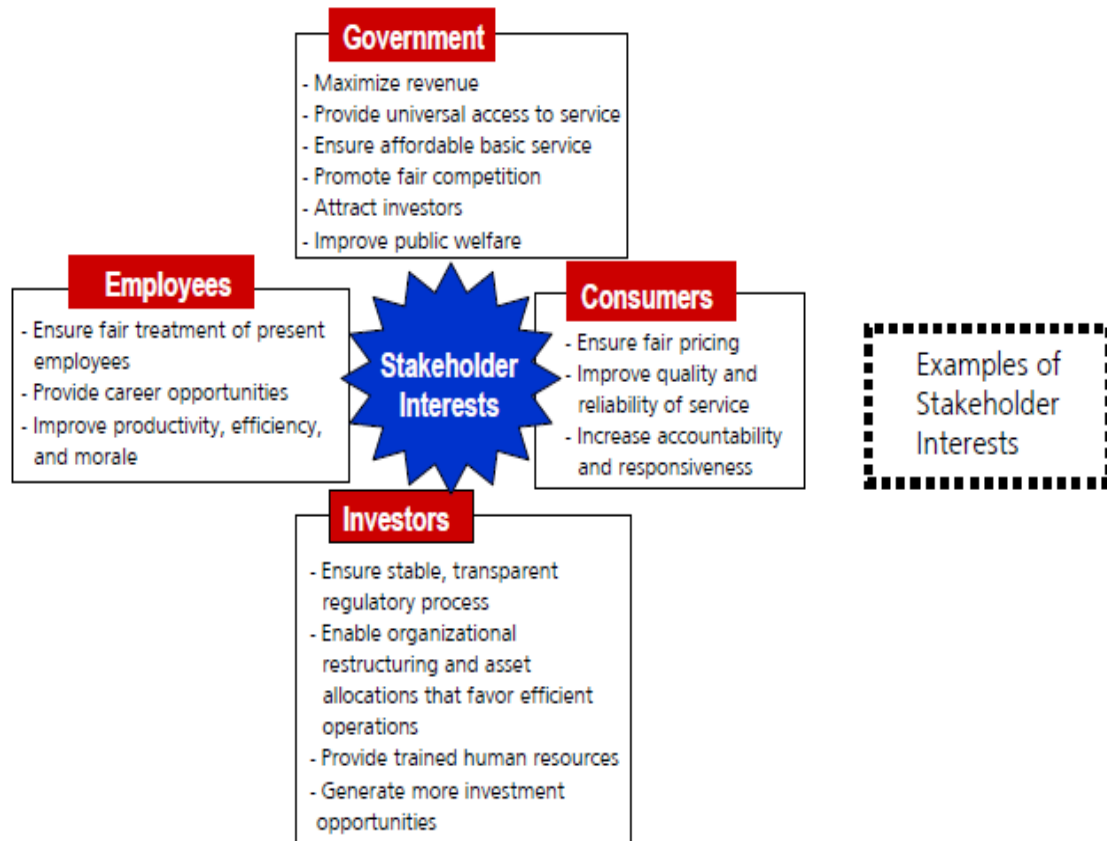 Government
- Maximize revenue
- Provide universal access to service
- Ensure affordable basic service
- Promote fair competition
- Attract investors
- Improve public welfare
Employees
- Ensure fair treatment of present
employees
- Provide career opportunities
- Improve productivity, efficiency,
and morale
Stakeholder
Interests
Consumers
- Ensure fair pricing
- Improve quality and
reliability of service
- Increase accountability
and responsiveness
Examples of
Stakeholder
Interests
Investors
- Ensure stable, transparent
regulatory process
- Enable organizational
restructuring and asset
allocations that favor efficient
operations
- Provide trained human resources
- Generate more investment
opportunities